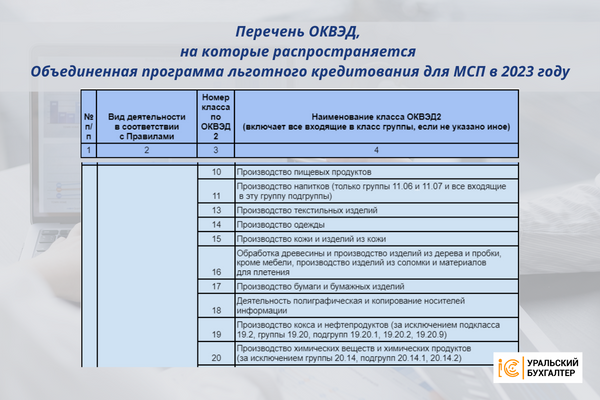 Перечень ОКВЭД,
на которые распространяется
Объединенная программа льготного кредитования для МСП в 2023 году
№ п/п
Вид деятельности в соответствии с Правилами
Номер класса по ОКВЭД 2
Наименование класса ОКВЭД2
(включает все входящие в класс группы, если не указано иное)
1 2 3 4
10 Производство пищевых продуктов
11 Производство напитков (только группы 11.06 и 11.07 и все входящие
в эту группу подгруппы)
13 Производство текстильных изделий
14 Производство одежды
15 Производство кожи и изделий из кожи
16 Обработка древесины и производство изделий из дерева и пробки,
кроме мебели, производство изделий из соломки и материалов
для плетения
17 Производство бумаги и бумажных изделий
18 Деятельность полиграфическая и копирование носителей
информации
19 Производство кокса и нефтепродуктов (за исключением подкласса
19.2, группы 19.20, подгрупп 19.20.1, 19.20.2, 19.20.9)
20 Производство химических веществ и химических продуктов
(за исключением группы 20.14, подгрупп 20.14.1, 20.14.2)
УРАЛЬСКИЙ
БУХГАЛТЕР